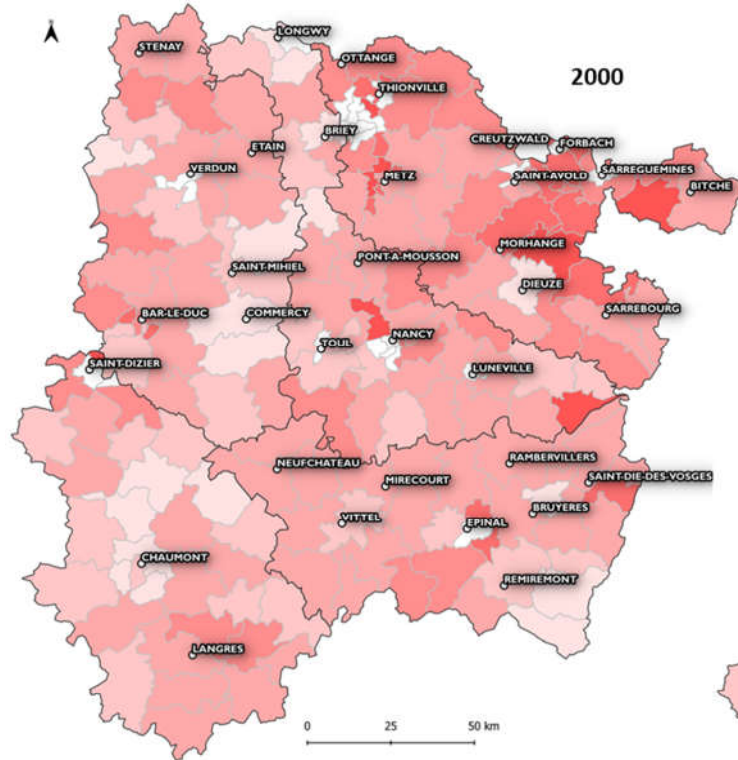 LONGWY
STENAY
OTTANGE
2000
THIONVILLE
BRIEY
CREUTZWALD
FORBACH
ETAIN
VERDUN
METZ
SAINT-AVOLD
SARREGUEMINES
BITCHE
MORHANGE
PONT-A-MOUSSON
SAINT-MIHIEL
DIEUZE
BAR-LE-DUC
COMMERCY
SARREBOURG
NANCY
TOUL
SAINT-DIZIER
LUNEVILLE
NEUFCHATEAU
RAMBERVILLERS
MIRECOURT
SAINT-DIE-DES-VOSGES
BRUYERES
VITTEL
EPINAL
CHAUMONT
REMIREMONT
LANGRES
0 25 50 km